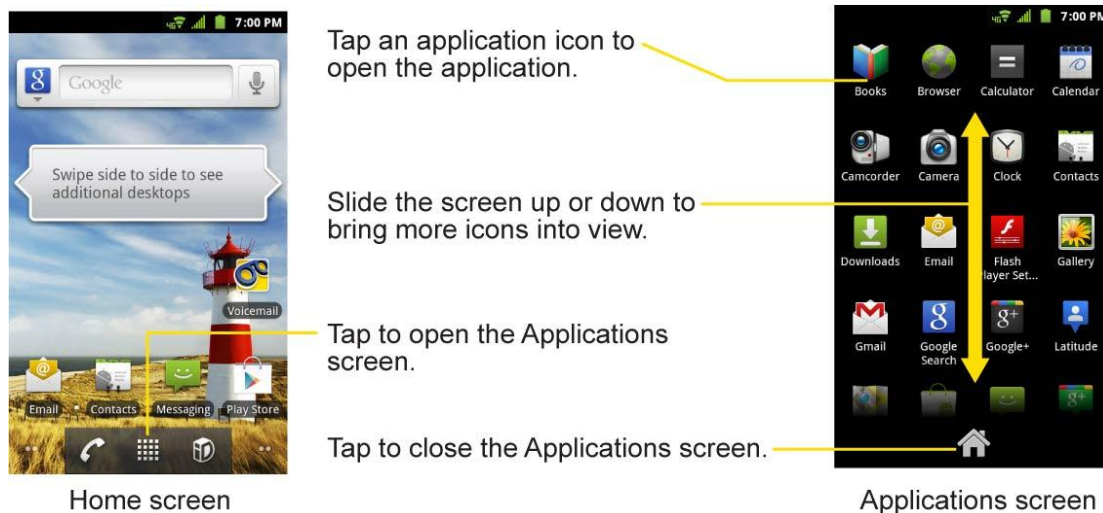 4G 7:00 PM
g Google
Swipe side to side to see
additional desktops
Voicemail
Email Contacts Messaging Play Store
Home screen
Tap an application icon to
open the application.
Slide the screen up or down to
bring more icons into view.
Tap to open the Applications
screen.
Tap to close the Applications screen.
4G 7:00 PM
Books Browser Calculator Calendar
Camcorder Camera Clock Contacts
Downloads Email Flash Gallery
layer Set...
g g+
Gmail Google Google+ Latitude
Search
g+
Applications screen